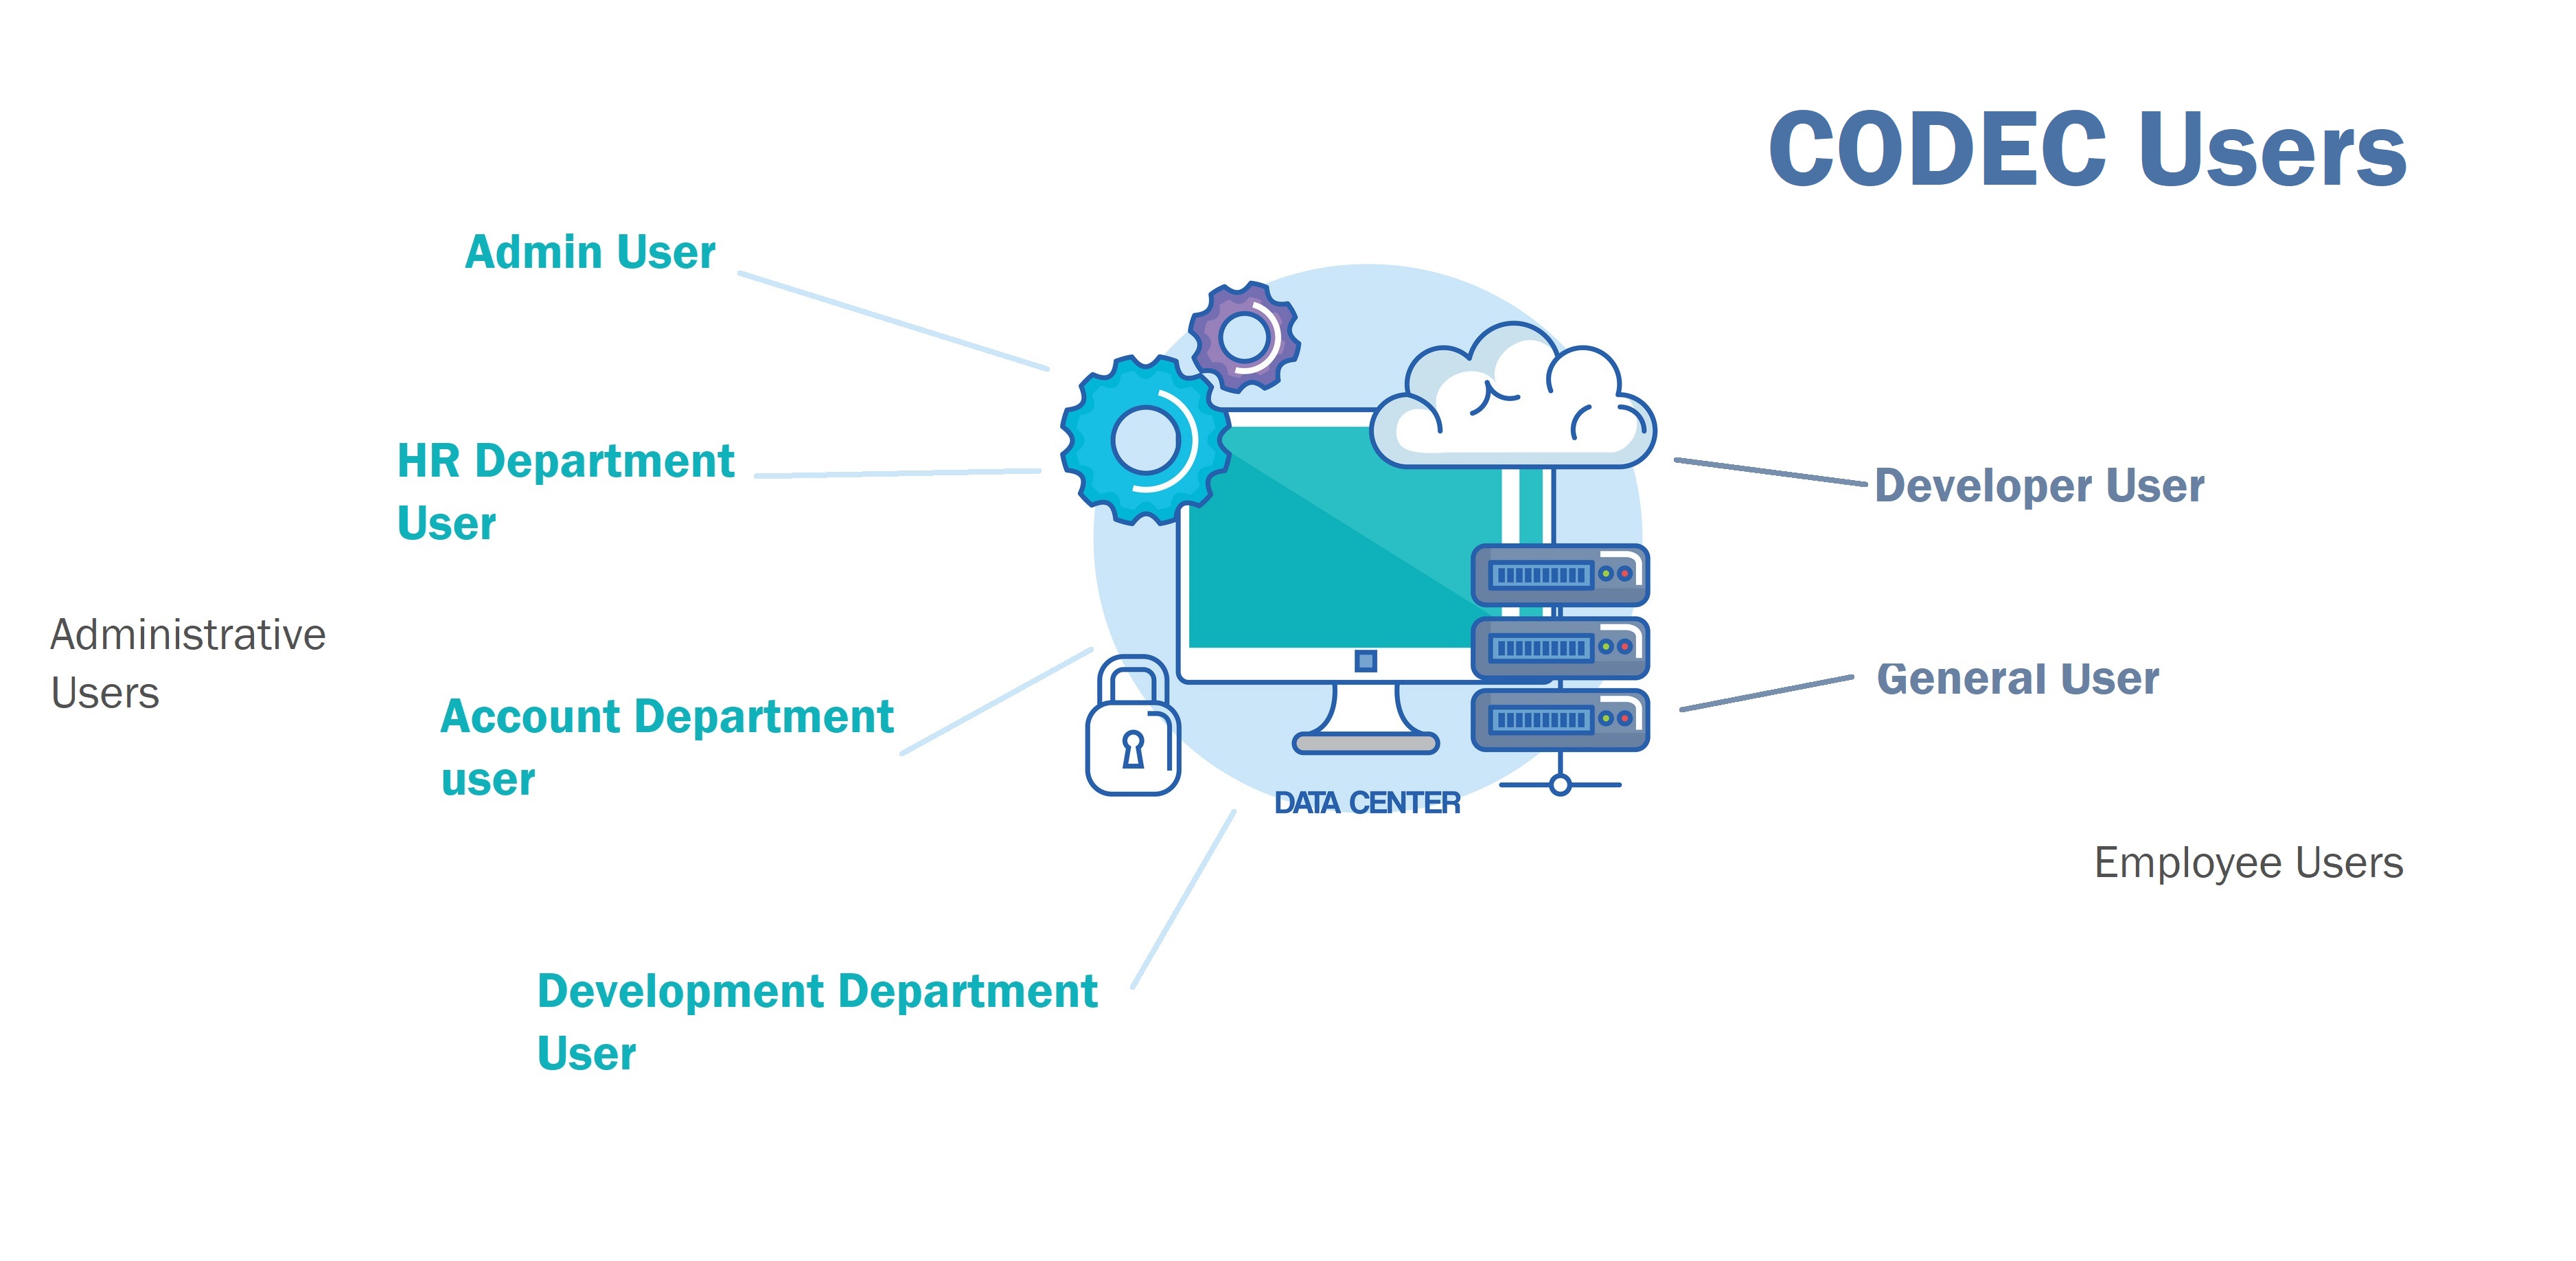 CODEC Users
Admin User
HR Department
User
Administrative
Users
Account Department
user
Development Department
User
DATA CENTER
Developer User
General User
Employee Users